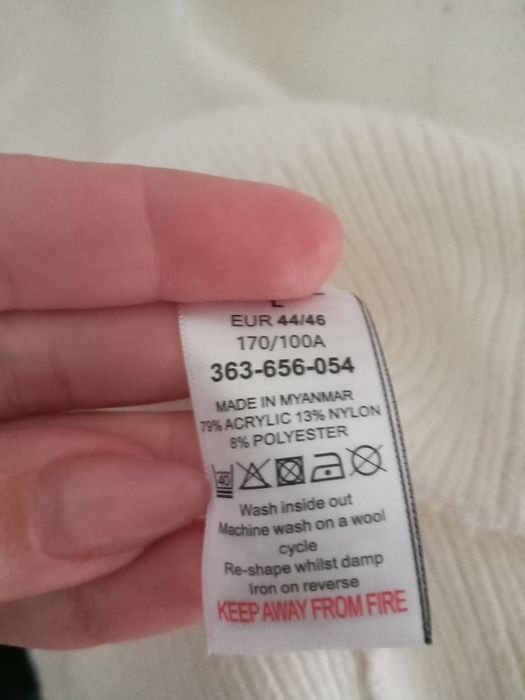 L
EUR 44/46
170/100A
363-656-054
MADE IN MYANMAR
79% ACRYLIC 13% NYLON
8% POLYESTER
40
Wash inside out
Machine wash on a wool
cycle
Re-shape whilst damp
Iron on reverse
KEEP AWAY FROM FIRE